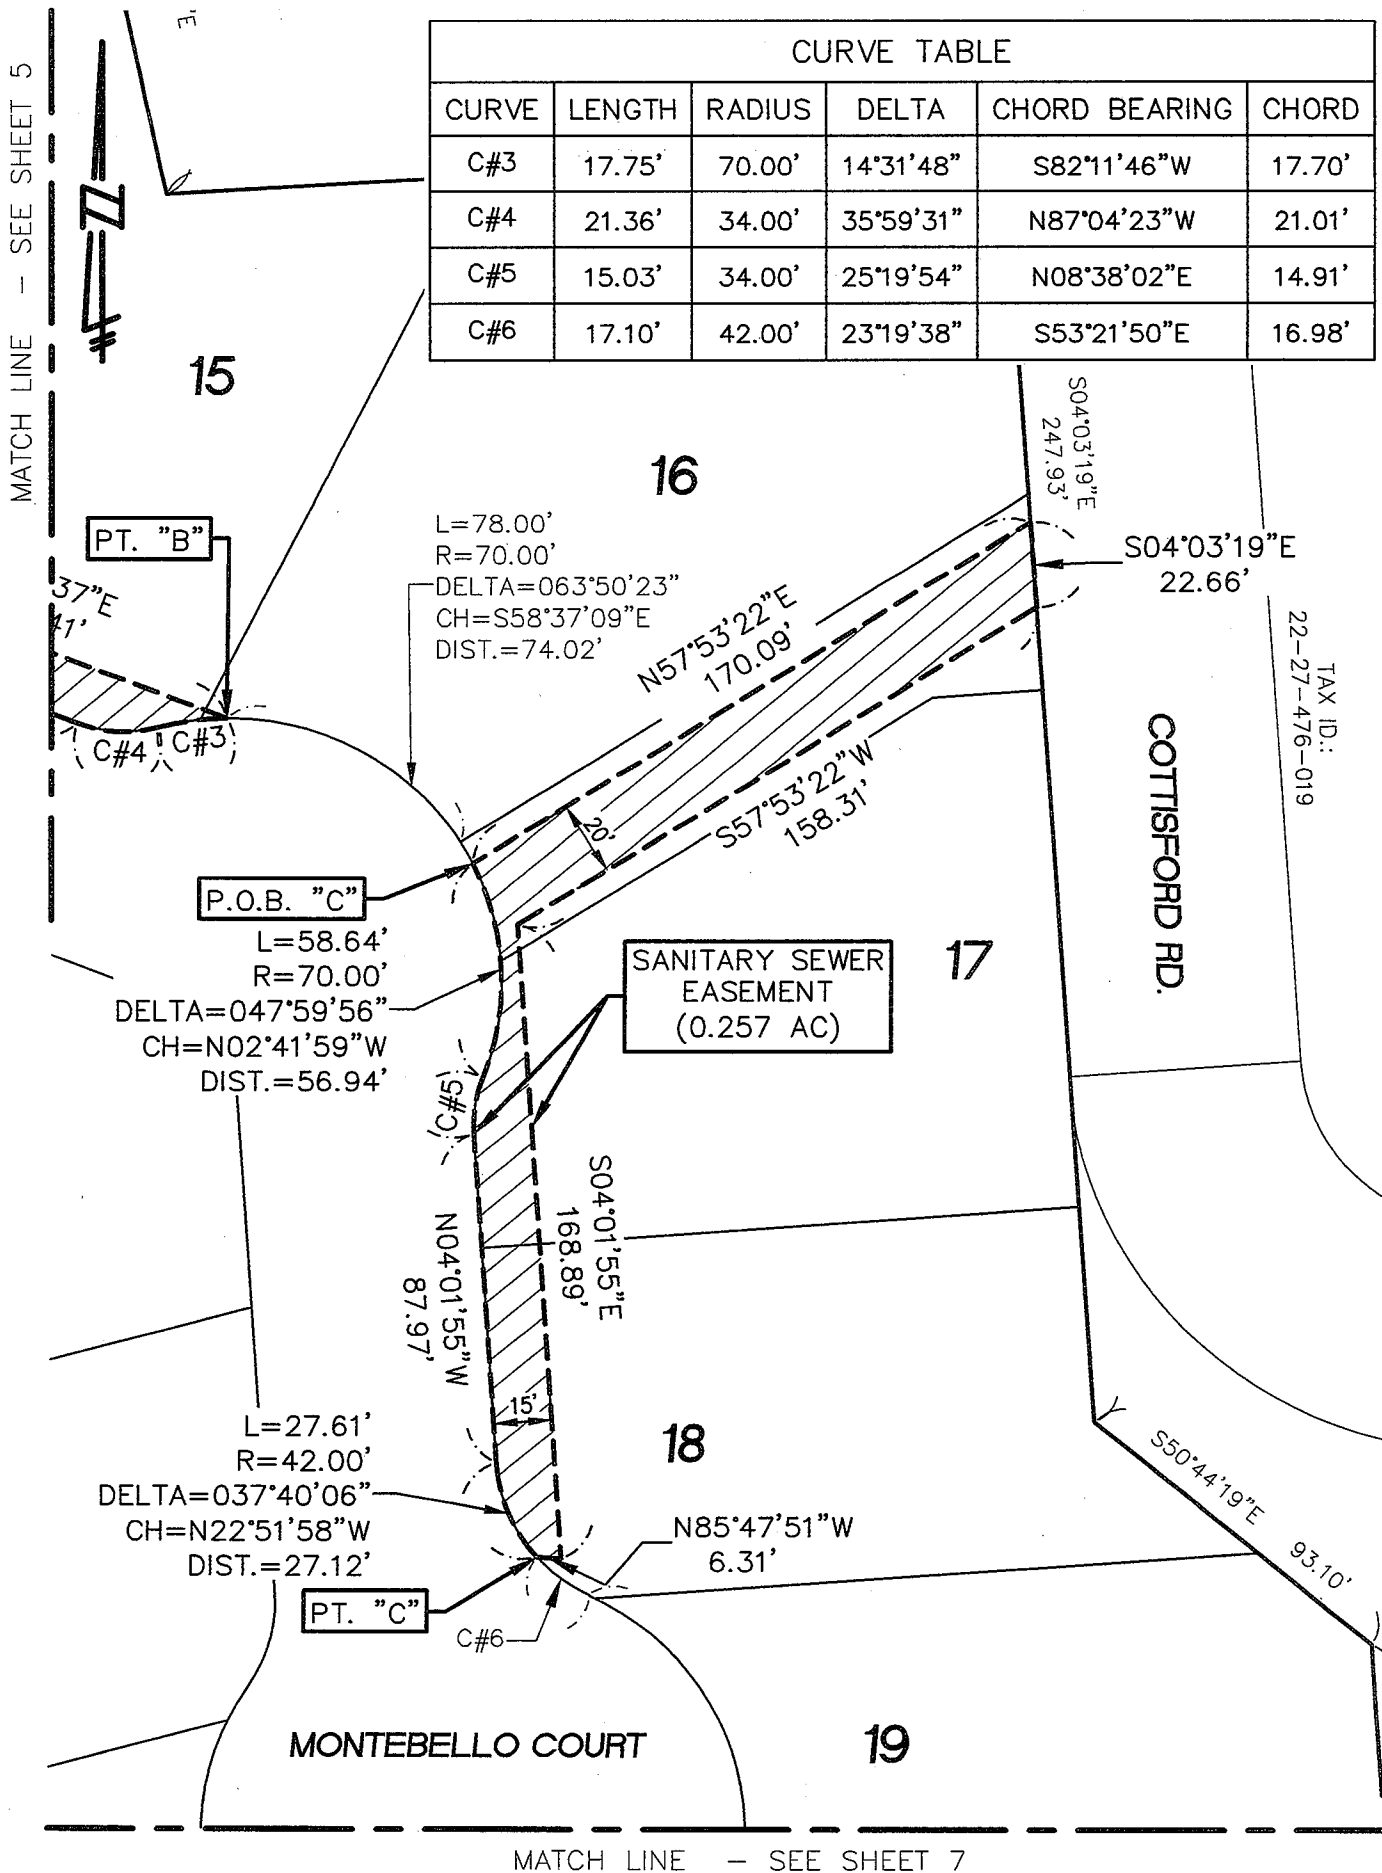 MATCH LINE - SEE SHEET 5
'E
CURVE TABLE
CURVE LENGTH RADIUS DELTA CHORD BEARING CHORD
C#3 17.75' 70.00' 14°31'48" S82°11'46"W 17.70'
C#4 21.36' 34.00' 35°59'31" N87°04'23"W 21.01'
C#5 15.03' 34.00' 25°19'54" N08°38'02"E 14.91'
C#6 17.10' 42.00' 23°19'38" S53°21'50"E 16.98'
N
15
16
S04°03'19"E
247.93'
PT. "B"
L=78.00'
R=70.00'
DELTA=063°50'23"
CH=S58°37'09"E
DIST.=74.02'
S04°03'19"E
22.66'
37"E
41'
N57°53'22"E
170.09'
TAX ID.:
22-27-476-019
C#4
C#3
S57°53'22"W
158.31'
20'
COTTISFORD RD.
P.O.B. "C"
L=58.64'
R=70.00'
DELTA=047°59'56"
CH=N02°41'59"W
DIST.=56.94'
SANITARY SEWER
EASEMENT
(0.257 AC)
17
C#5
S04°01'55"E
168.89'
N04°01'55"W
87.97'
15'
L=27.61'
R=42.00'
DELTA=037°40'06"
CH=N22°51'58"W
DIST.=27.12'
18
S50°44'19"E
93.10'
N85°47'51"W
6.31'
PT. "C"
C#6
MONTEBELLO COURT
19
MATCH LINE - SEE SHEET 7